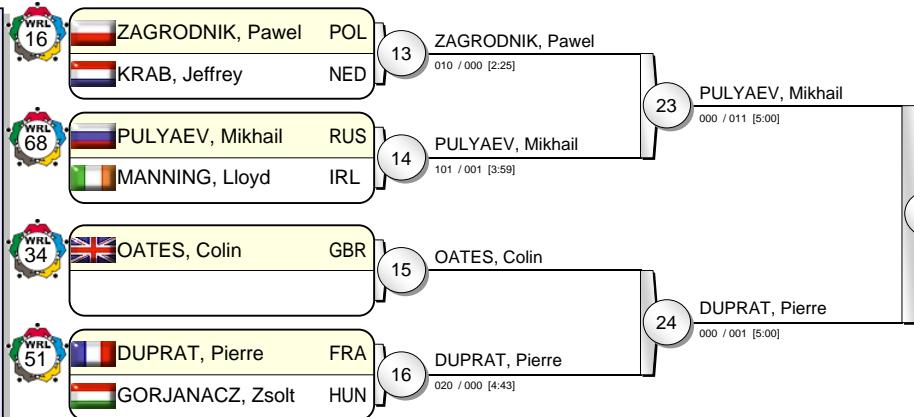 WRL
16
ZAGRODNIK, Pawel POL
KRAB, Jeffrey NED
13
ZAGRODNIK, Pawel
010 / 000 [2:25]
WRL
68
PULYAEV, Mikhail RUS
MANNING, Lloyd IRL
14
PULYAEV, Mikhail
101 / 001 [3:59]
23
PULYAEV, Mikhail
000 / 011 [5:00]
WRL
34
OATES, Colin GBR
15
OATES, Colin
WRL
51
DUPRAT, Pierre FRA
GORJANACZ, Zsolt HUN
16
DUPRAT, Pierre
020 / 000 [4:43]
24
DUPRAT, Pierre
000 / 001 [5:00]